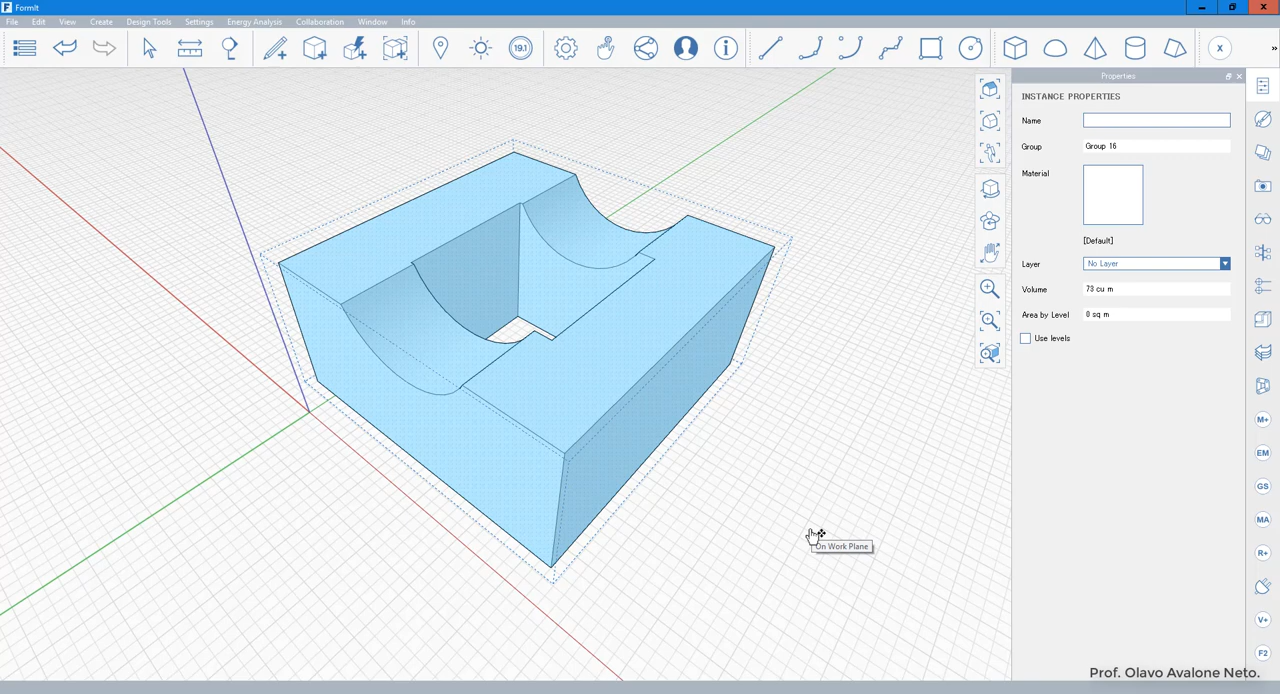 FormIt
File Edit View Create Design Tools Settings Energy Analysis Collaboration Window Info
19.1
X
»
Properties
INSTANCE PROPERTIES
Name
Group Group 16
Material
[Default]
Layer No Layer
Volume 73 cu m
Area by Level 0 sq m
Use levels
M+
EM
GS
MA
R+
V+
F2
On Work Plane
Prof. Olavo Avalone Neto.